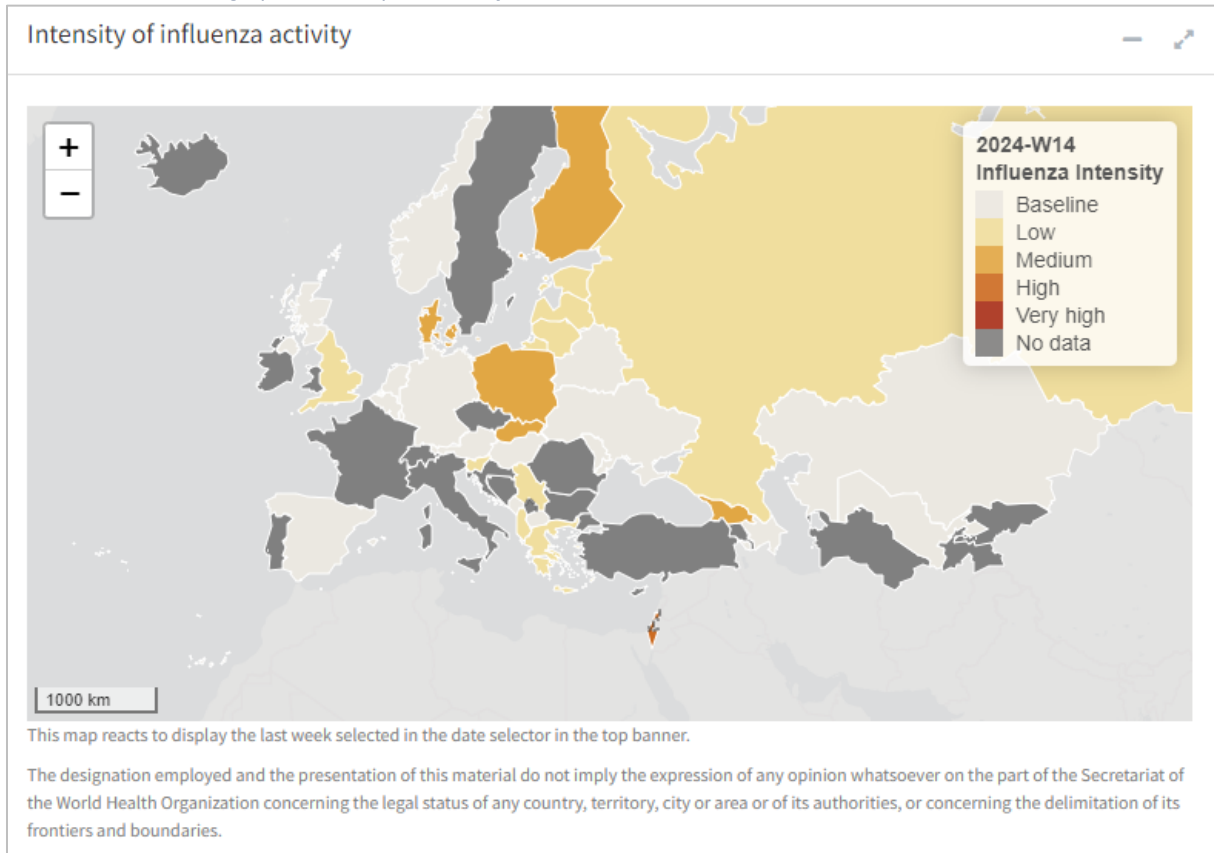 Intensity of influenza activity
+
−
2024-W14
Influenza Intensity
Baseline
Low
Medium
High
Very high
No data
1000 km
This map reacts to display the last week selected in the date selector in the top banner.
The designation employed and the presentation of this material do not imply the expression of any opinion whatsoever on the part of the Secretariat of
the World Health Organization concerning the legal status of any country, territory, city or area or of its authorities, or concerning the delimitation of its
frontiers and boundaries.